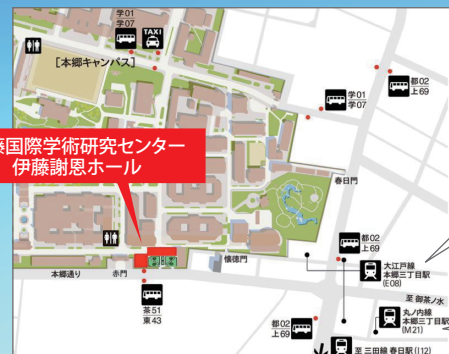 学01
学07
TAXI
[本郷キャンパス]
都02
上69
学01
学07
国際学術研究センター
伊藤謝恩ホール
春日門
都02
上69
大江戸線
本郷三丁目駅
(E08)
懐徳門
本郷通り
赤門
至 御茶ノ水
茶51
東43
丸ノ内線
本郷三丁目駅
(M21)
都02
上69
至 三田線 春日駅(I12)